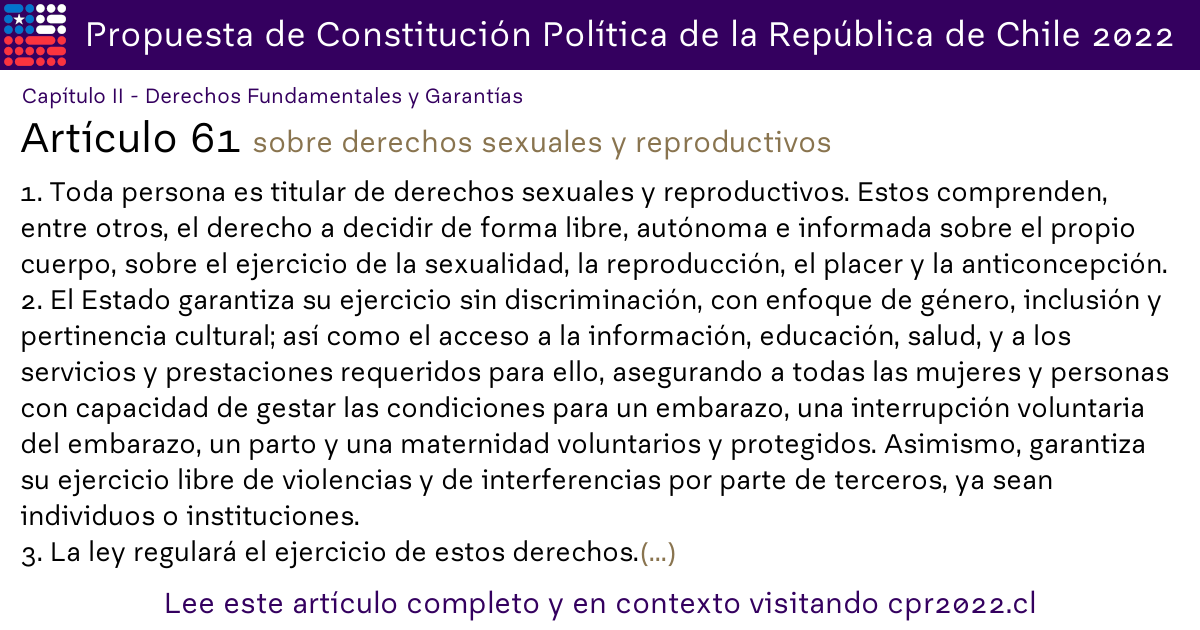 Propuesta de Constitución Política de la República de Chile 2022
Capítulo II - Derechos Fundamentales y Garantías
Artículo 61 sobre derechos sexuales y reproductivos
1. Toda persona es titular de derechos sexuales y reproductivos. Estos comprenden,
entre otros, el derecho a decidir de forma libre, autónoma e informada sobre el propio
cuerpo, sobre el ejercicio de la sexualidad, la reproducción, el placer y la anticoncepción.
2. El Estado garantiza su ejercicio sin discriminación, con enfoque de género, inclusión y
pertinencia cultural; así como el acceso a la información, educación, salud, y a los
servicios y prestaciones requeridos para ello, asegurando a todas las mujeres y personas
con capacidad de gestar las condiciones para un embarazo, una interrupción voluntaria
del embarazo, un parto y una maternidad voluntarios y protegidos. Asimismo, garantiza
su ejercicio libre de violencias y de interferencias por parte de terceros, ya sean
individuos o instituciones.
3. La ley regulará el ejercicio de estos derechos.(...)
Lee este artículo completo y en contexto visitando cpr2022.cl